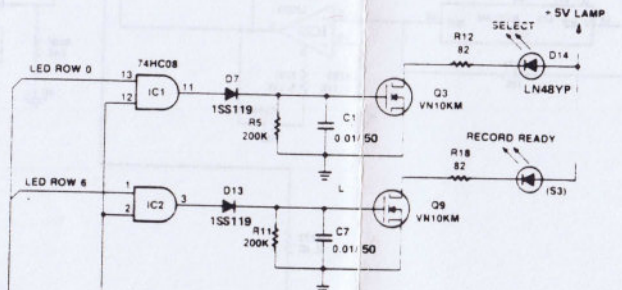 + 5V LAMP
SELECT
R12
82
D14
LN48YP
74HC08
LED ROW 0
13
12
IC1
11
D7
1SS119
R5
200K
C1
0.01/ 50
Q3
VN10KM
RECORD READY
R18
82
(S3)
LED ROW 6
1
2
IC2
3
D13
1SS119
L
R11
200K
C7
0.01/ 50
Q9
VN10KM